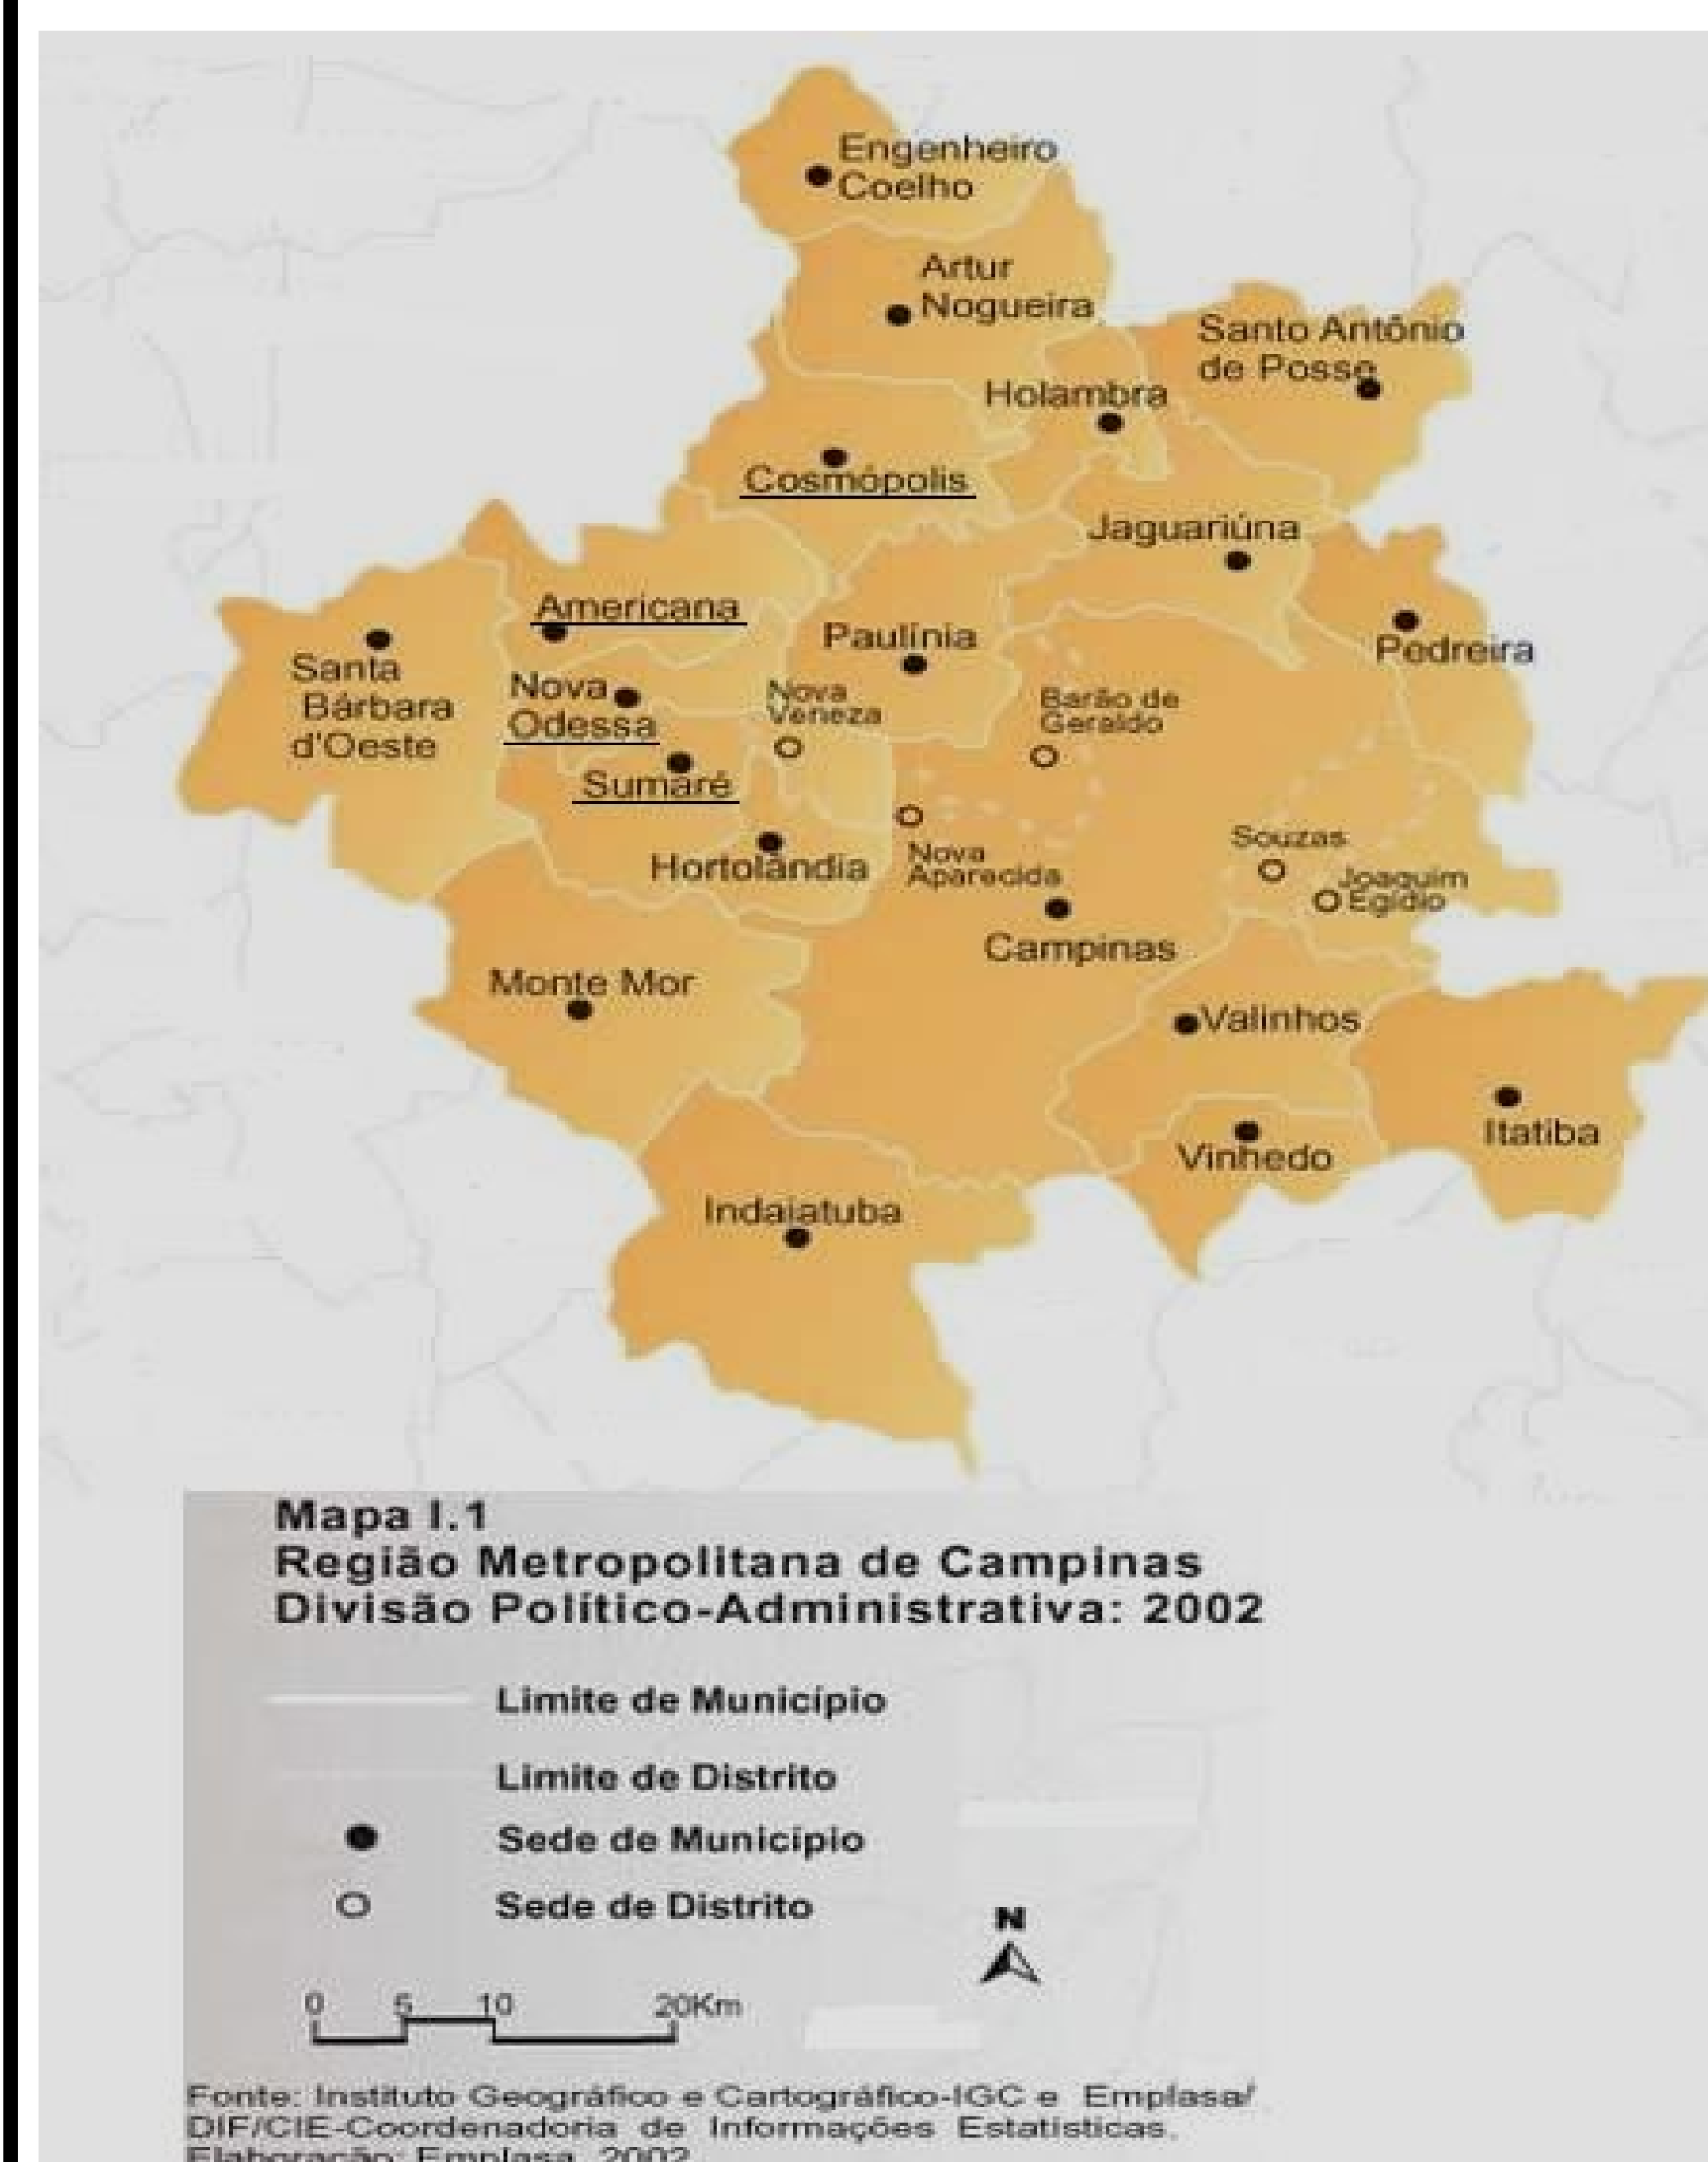 Engenheiro
Coelho
Artur
Nogueira
Santo Antônio
de Posse
Holambra
Cosmópolis
Jaguariúna
Americana
Paulínia
Pedreira
Santa
Bárbara
d'Oeste
Nova
Odessa
Nova
Veneza
Barão de
Geraldo
Sumaré
Hortolândia
Nova
Aparecida
Souzas
Joaquim
Egídio
Campinas
Monte Mor
Valinhos
Itatiba
Vinhedo
Indaiatuba
Mapa I.1
Região Metropolitana de Campinas
Divisão Político-Administrativa: 2002
Limite de Município
Limite de Distrito
Sede de Município
Sede de Distrito
N
0 5 10 20Km
Fonte: Instituto Geográfico e Cartográfico-IGC e Emplasa/
DIF/CIE-Coordenadoria de Informações Estatísticas.
Elaboração: Emplasa, 2002